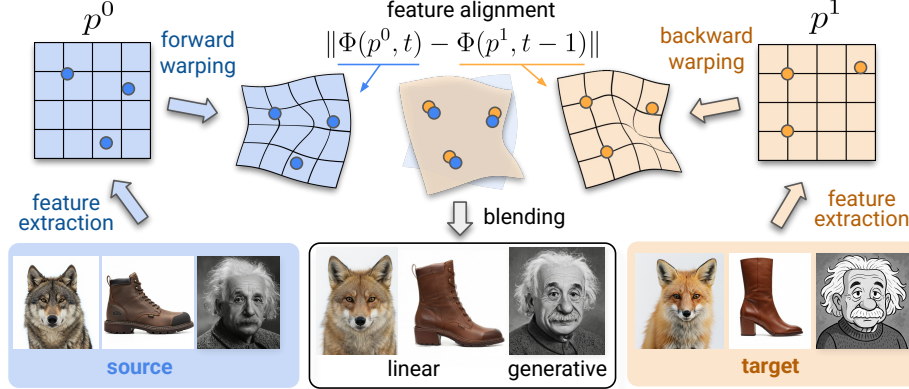 p^0
forward
warping
feature alignment
‖Φ(p^0, t) − Φ(p^1, t − 1)‖
backward
warping
p^1
feature
extraction
blending
feature
extraction
source
linear
generative
target